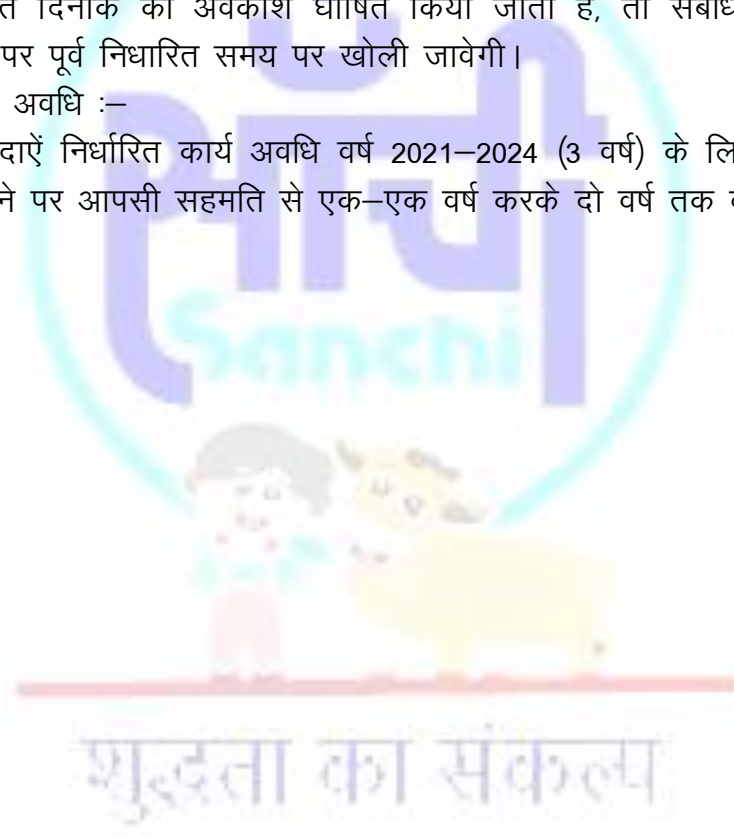 त दिनांक को अवकाश घोषित किया जाता है, तो संबंध
पर पूर्व निर्धारित समय पर खोली जावेगी।
अवधि :–
दाऐं निर्धारित कार्य अवधि वर्ष 2021–2024 (3 वर्ष) के लि
ने पर आपसी सहमति से एक–एक वर्ष करके दो वर्ष तक
साँची
Sanchi
शुद्धता का संकल्प